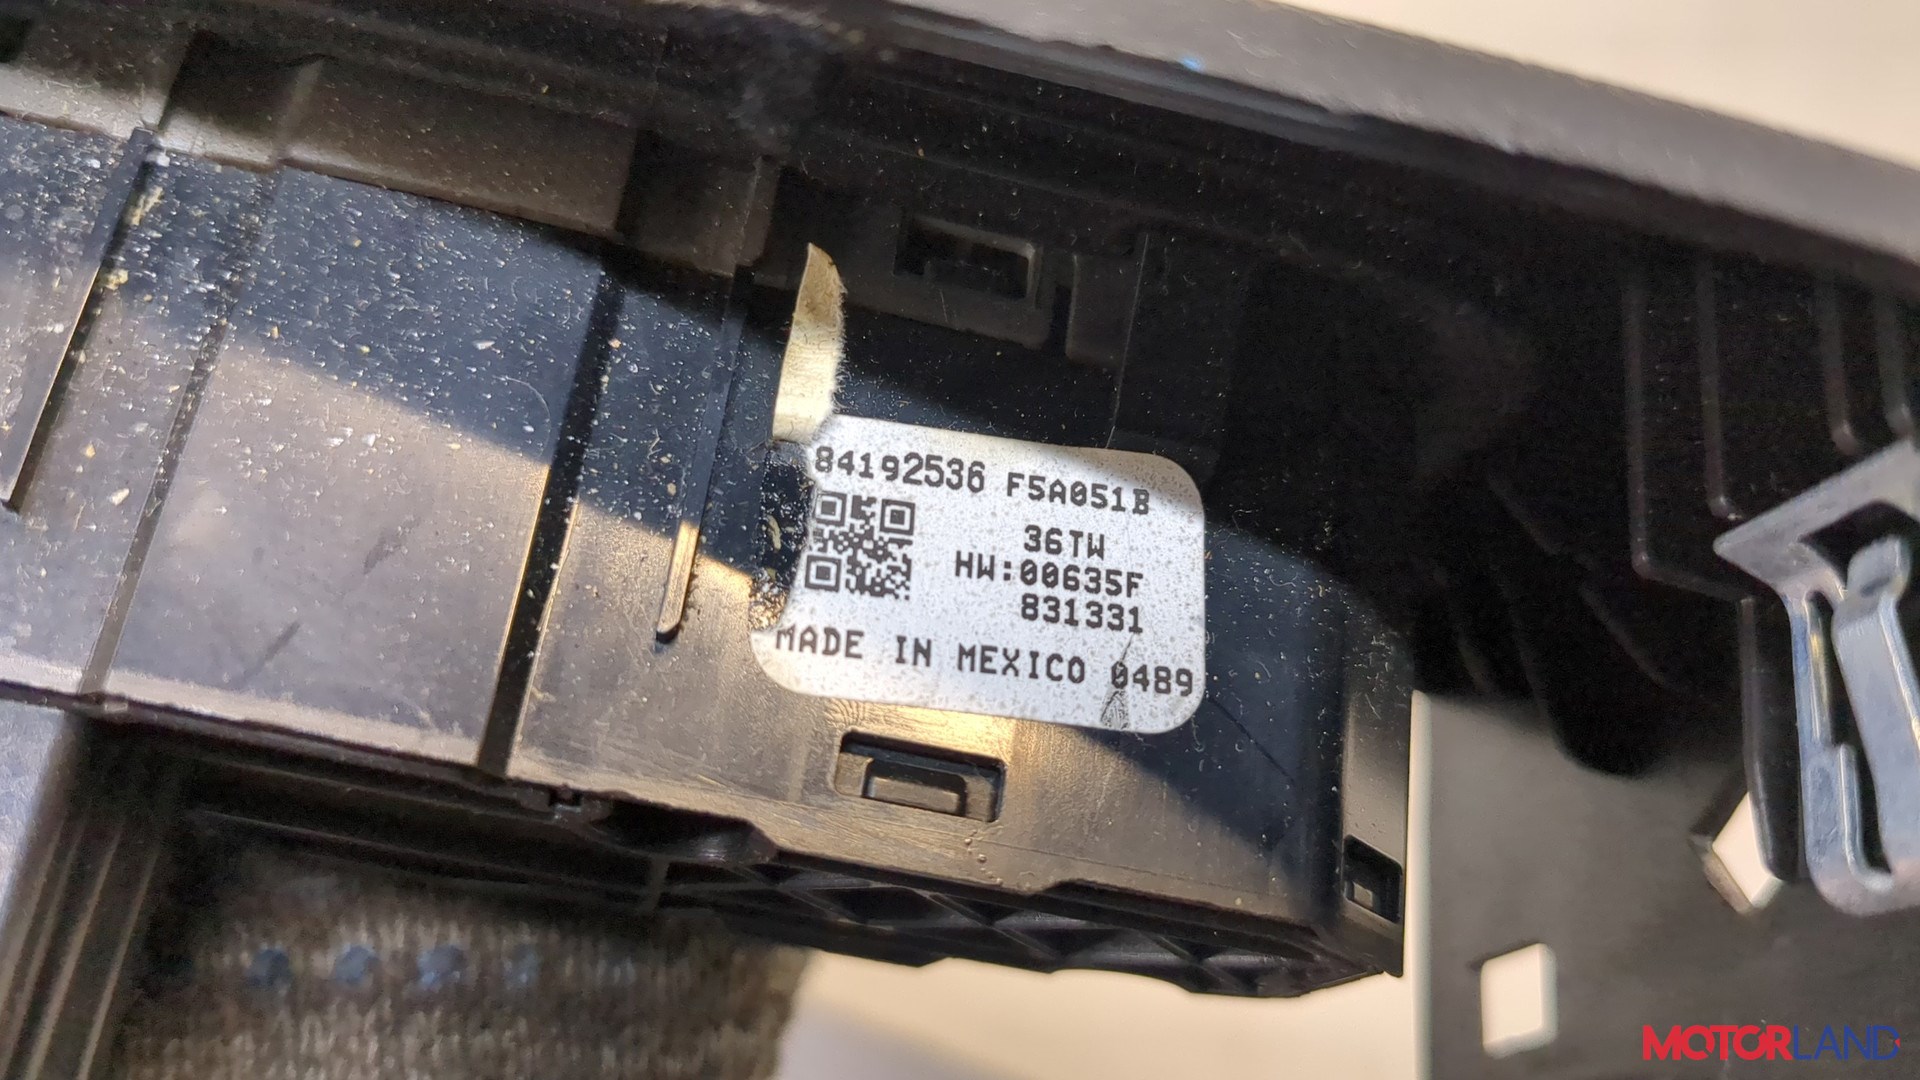 84192536 F5A051B
36TW
HW:00635F
831331
MADE IN MEXICO 0489
MOTORLAND